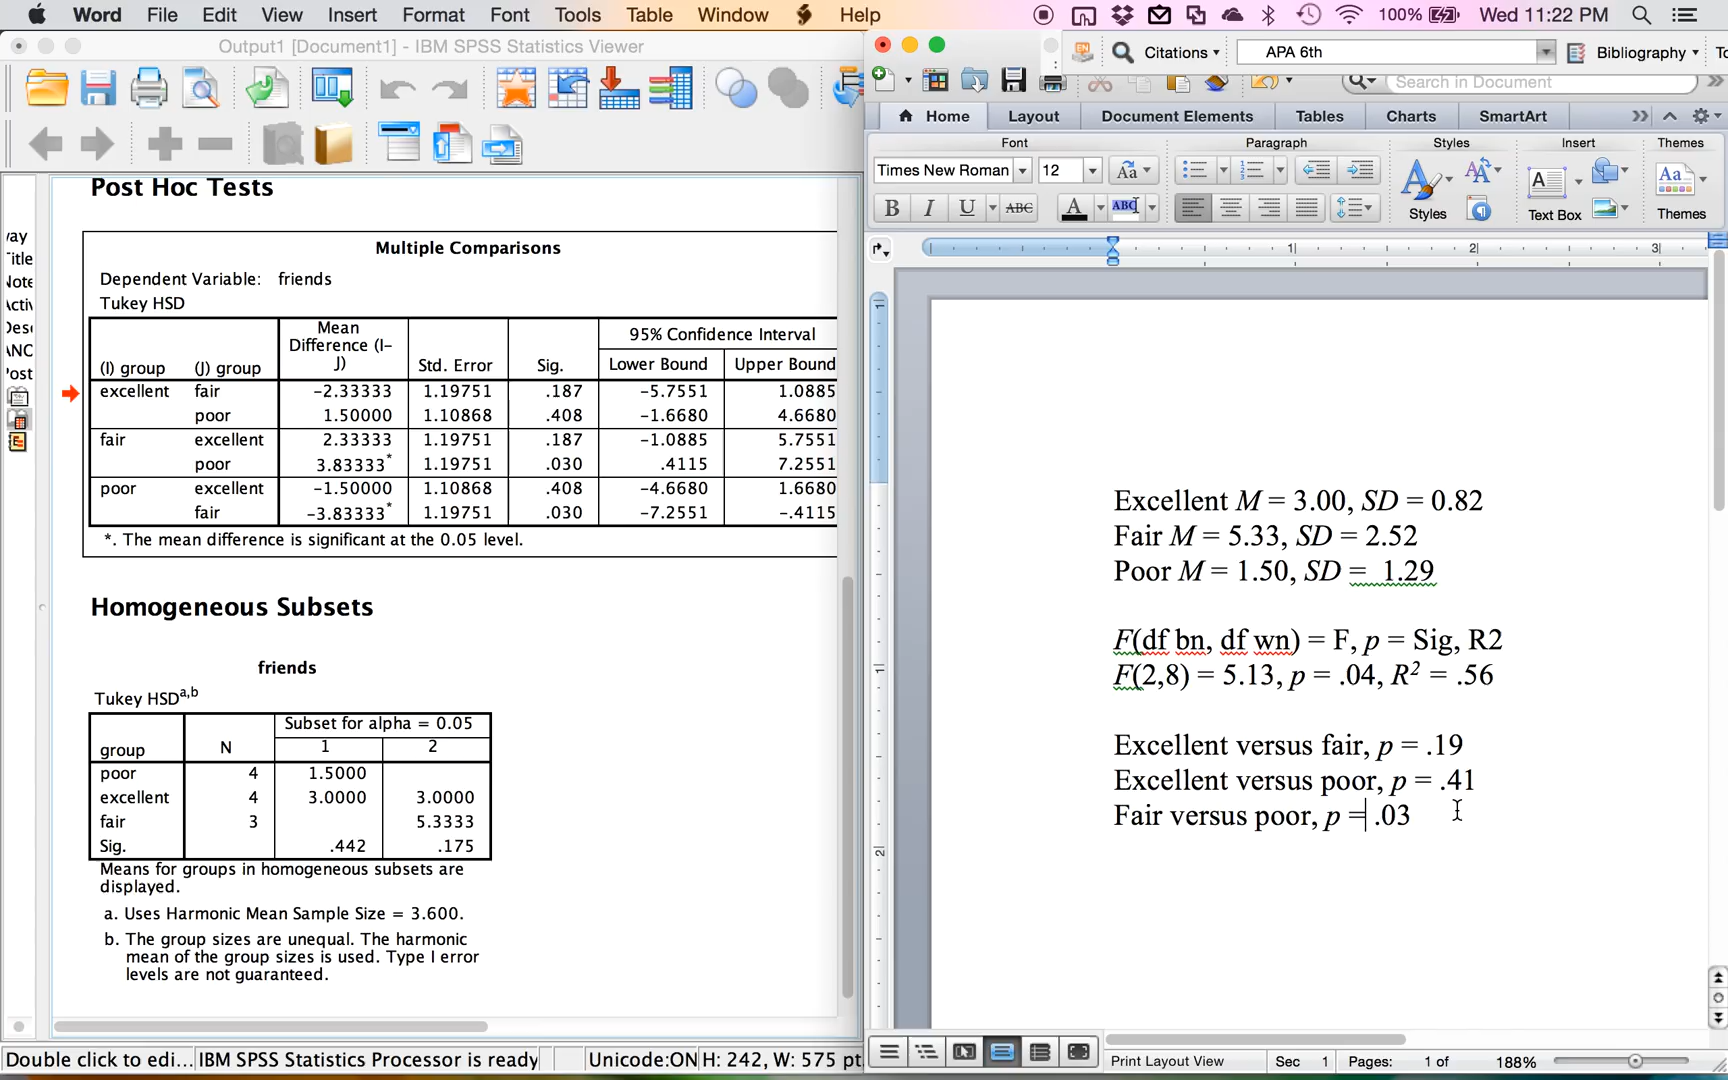 Word File Edit View Insert Format Font Tools Table Window Help 100% Wed 11:22 PM
Output1 [Document1] - IBM SPSS Statistics Viewer
Post Hoc Tests
Multiple Comparisons
Dependent Variable: friends
Tukey HSD
(I) group (J) group Mean Difference (I-J) Std. Error Sig. 95% Confidence Interval
Lower Bound Upper Bound
excellent fair -2.33333 1.19751 .187 -5.7551 1.0885
poor 1.50000 1.10868 .408 -1.6680 4.6680
fair excellent 2.33333 1.19751 .187 -1.0885 5.7551
poor 3.83333* 1.19751 .030 .4115 7.2551
poor excellent -1.50000 1.10868 .408 -4.6680 1.6680
fair -3.83333* 1.19751 .030 -7.2551 -.4115
*. The mean difference is significant at the 0.05 level.
Homogeneous Subsets
friends
Tukey HSDa,b
group N Subset for alpha = 0.05
1 2
poor 4 1.5000
excellent 4 3.0000 3.0000
fair 3 5.3333
Sig. .442 .175
Means for groups in homogeneous subsets are
displayed.
a. Uses Harmonic Mean Sample Size = 3.600.
b. The group sizes are unequal. The harmonic
mean of the group sizes is used. Type I error
levels are not guaranteed.
Double click to edi... IBM SPSS Statistics Processor is ready Unicode:ON H: 242, W: 575 pt.
Citations APA 6th Bibliography
Search in Document
Home Layout Document Elements Tables Charts SmartArt
Font Paragraph Styles Insert Themes
Times New Roman 12
B I U ABC A ABC Styles Text Box Themes
Excellent M = 3.00, SD = 0.82
Fair M = 5.33, SD = 2.52
Poor M = 1.50, SD = 1.29
F(df bn, df wn) = F, p = Sig, R2
F(2,8) = 5.13, p = .04, R² = .56
Excellent versus fair, p = .19
Excellent versus poor, p = .41
Fair versus poor, p = .03
Print Layout View Sec 1 Pages: 1 of 188%